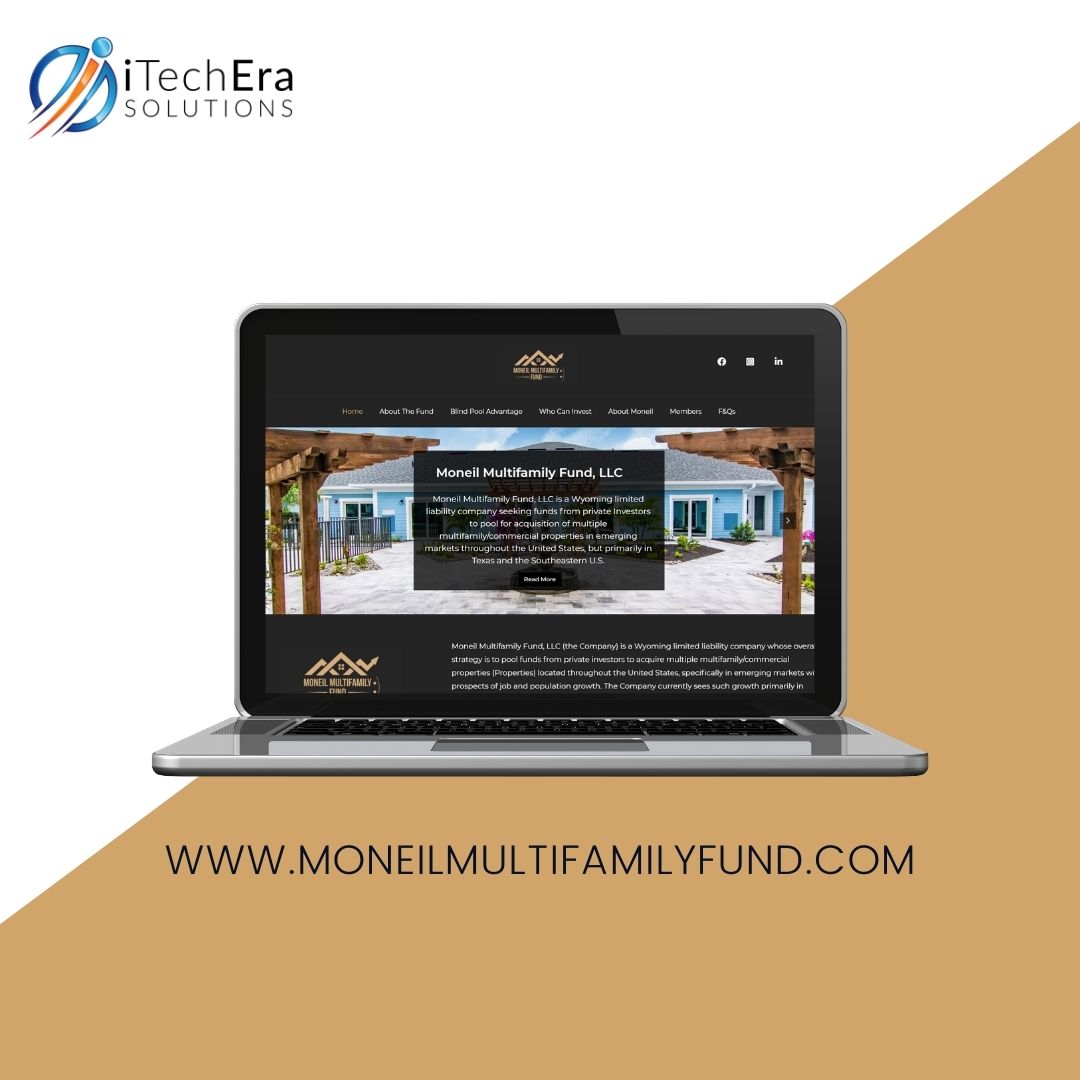 iTechEra
SOLUTIONS
MONEIL MULTIFAMILY
FUND
Home About The Fund Blind Pool Advantage Who Can Invest About Moneil Members F&Qs
Moneil Multifamily Fund, LLC
Moneil Multifamily Fund, LLC is a Wyoming limited
liability company seeking funds from private Investors
to pool for acquisition of multiple
multifamily/commercial properties in emerging
markets throughout the United States, but primarily in
Texas and the Southeastern U.S.
Read More
MONEIL MULTIFAMILY
FUND
Moneil Multifamily Fund, LLC (the Company) is a Wyoming limited liability company whose overa
strategy is to pool funds from private investors to acquire multiple multifamily/commercial
properties (Properties) located throughout the United States, specifically in emerging markets wi
prospects of job and population growth. The Company currently sees such growth primarily in
WWW.MONEILMULTIFAMILYFUND.COM